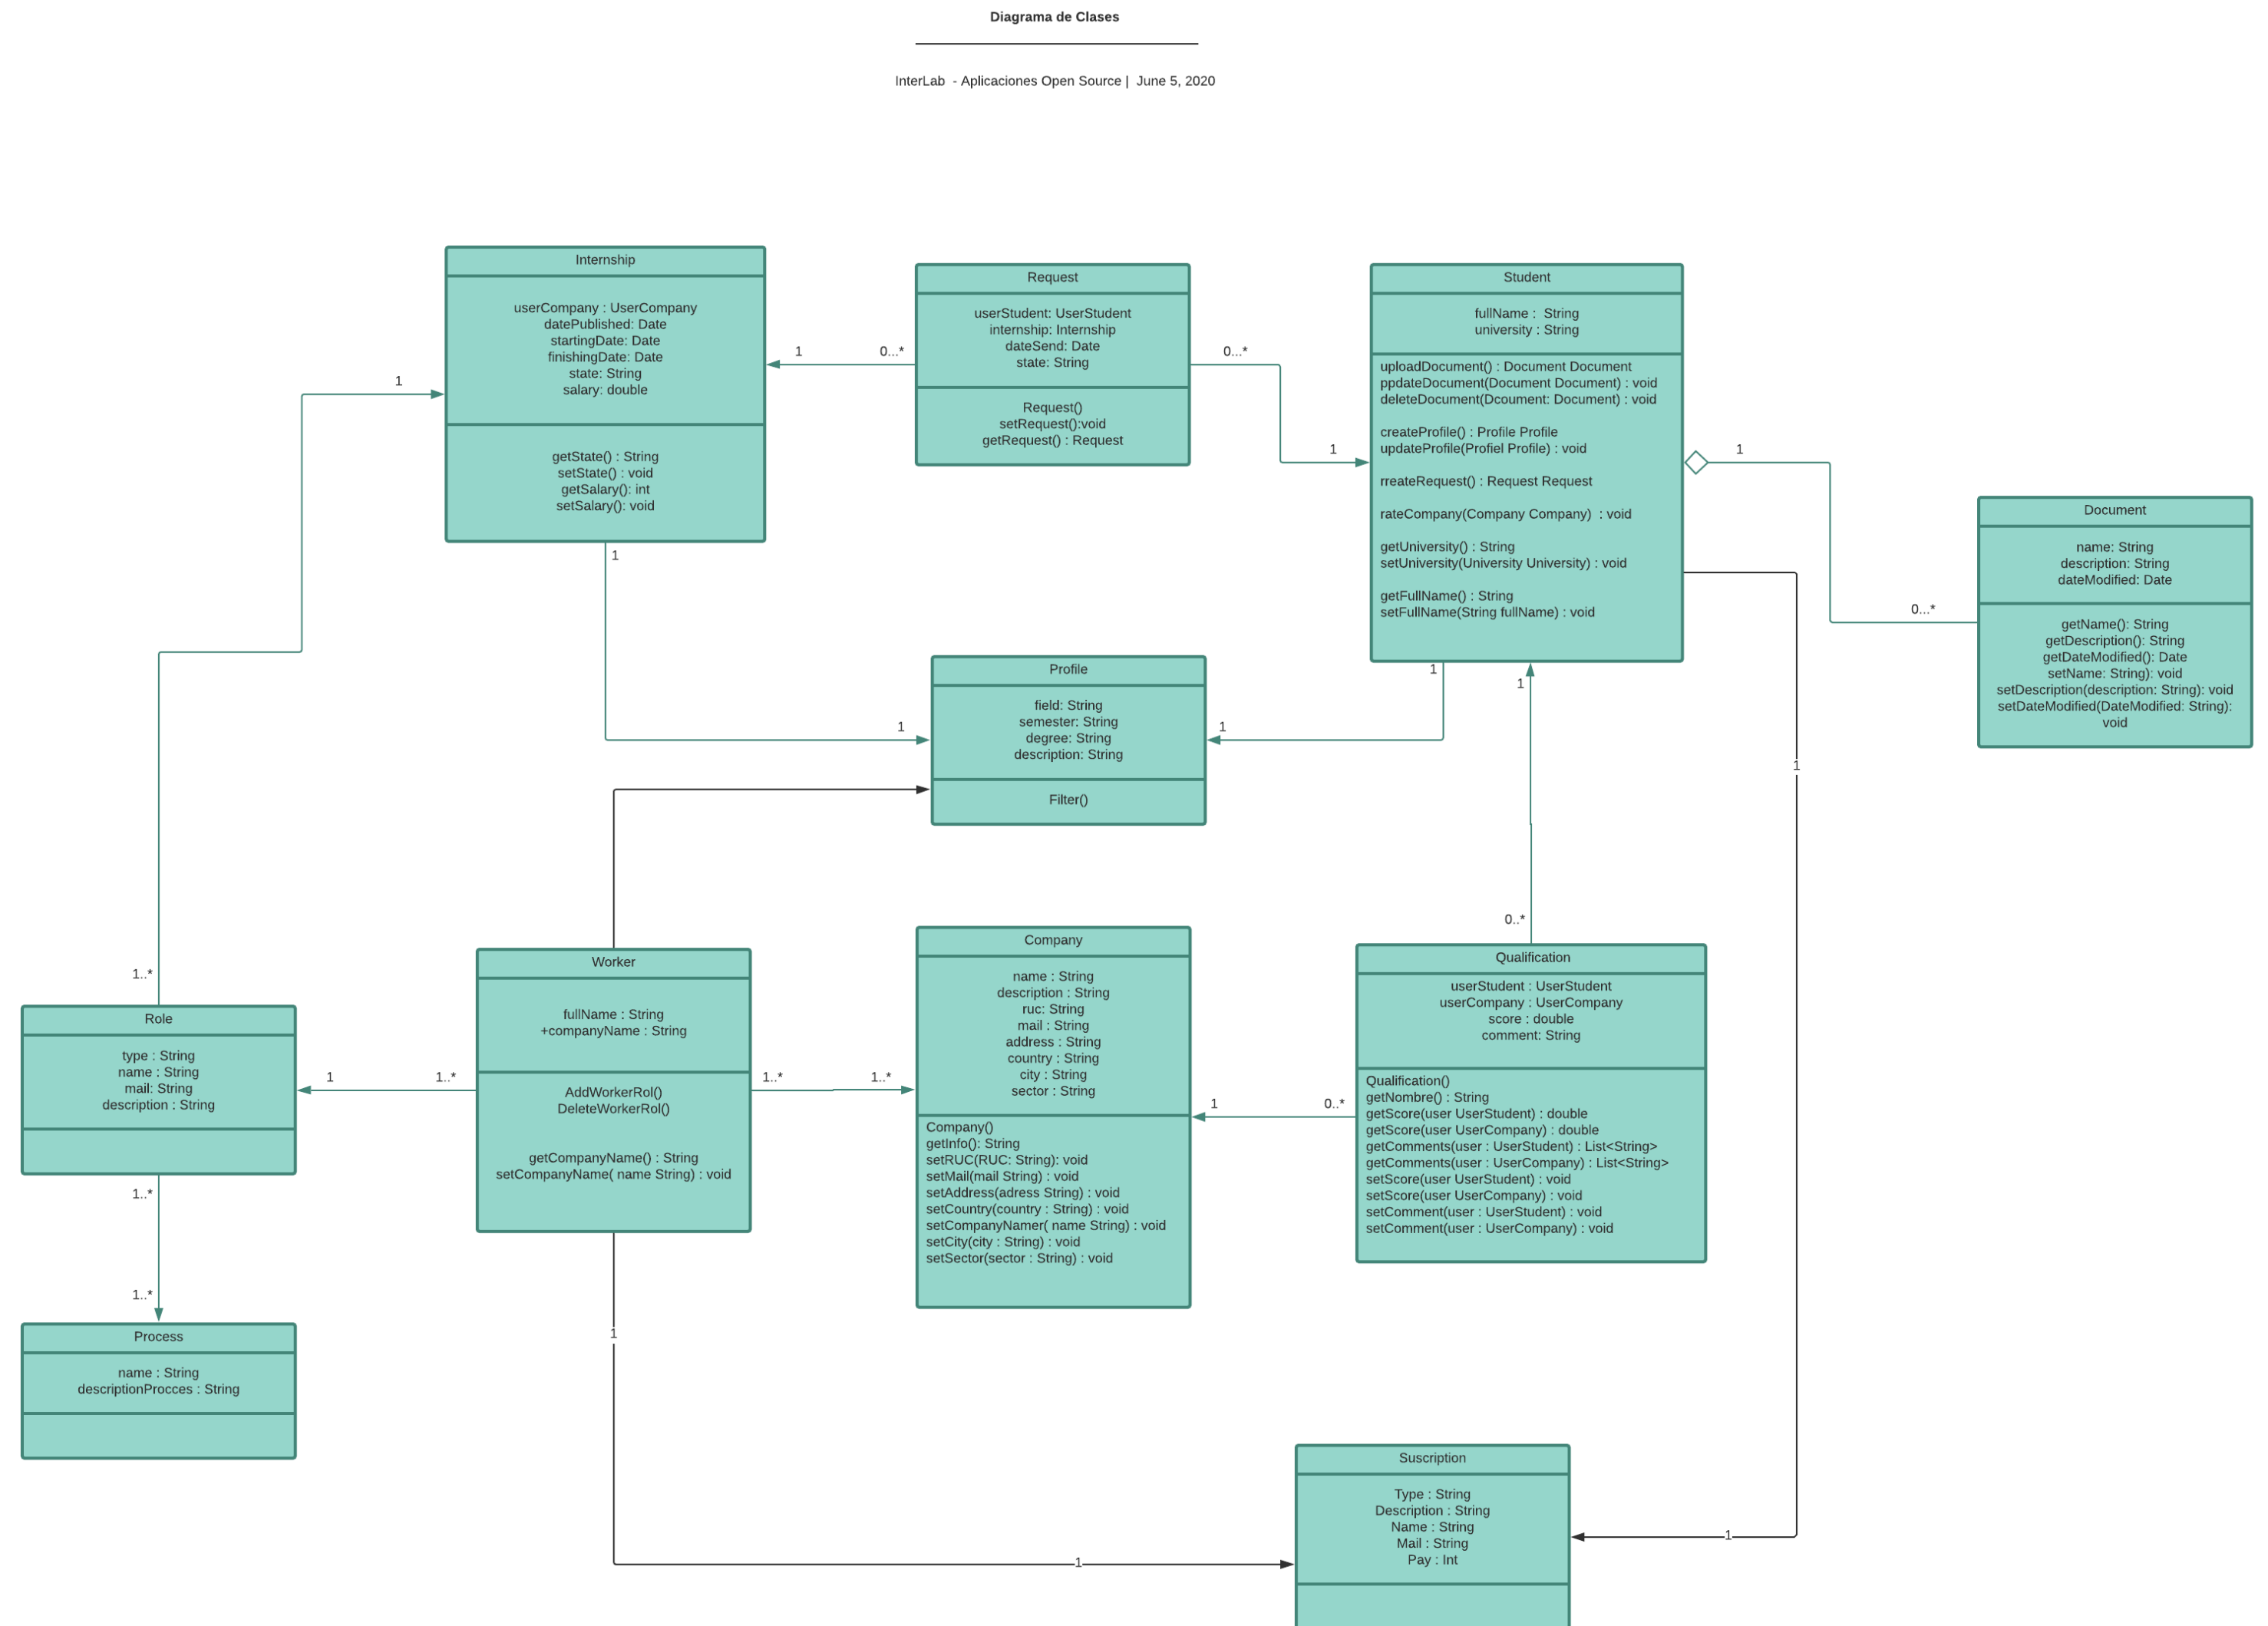 Diagrama de Clases
InterLab - Aplicaciones Open Source | June 5, 2020
Internship
userCompany : UserCompany
datePublished: Date
startingDate: Date
finishingDate: Date
state: String
salary: double
getState() : String
setState() : void
getSalary(): int
setSalary(): void
1
1
0...*
1
Request
userStudent: UserStudent
internship: Internship
dateSend: Date
state: String
Request()
setRequest():void
getRequest() : Request
0...*
1
Student
fullName : String
university : String
uploadDocument() : Document Document
ppdateDocument(Document Document) : void
deleteDocument(Dcoument: Document) : void
createProfile() : Profile Profile
updateProfile(Profiel Profile) : void
rreateRequest() : Request Request
rateCompany(Company Company) : void
getUniversity() : String
setUniversity(University University) : void
getFullName() : String
setFullName(String fullName) : void
1
0...*
Document
name: String
description: String
dateModified: Date
getName(): String
getDescription(): String
getDateModified(): Date
setName: String): void
setDescription(description: String): void
setDateModified(DateModified: String):
void
1
Profile
field: String
semester: String
degree: String
description: String
Filter()
1
1
1
1
0..*
1..*
Role
type : String
name : String
mail: String
description : String
1
1..*
Worker
fullName : String
+companyName : String
AddWorkerRol()
DeleteWorkerRol()
getCompanyName() : String
setCompanyName( name String) : void
1..*
1..*
Company
name : String
description : String
ruc: String
mail : String
address : String
country : String
city : String
sector : String
Company()
getInfo(): String
setRUC(RUC: String): void
setMail(mail String) : void
setAddress(adress String) : void
setCountry(country : String) : void
setCompanyNamer( name String) : void
setCity(city : String) : void
setSector(sector : String) : void
1
0..*
Qualification
userStudent : UserStudent
userCompany : UserCompany
score : double
comment: String
Qualification()
getNombre() : String
getScore(user UserStudent) : double
getScore(user UserCompany) : double
getComments(user : UserStudent) : List<String>
getComments(user : UserCompany) : List<String>
setScore(user UserStudent) : void
setScore(user UserCompany) : void
setComment(user : UserStudent) : void
setComment(user : UserCompany) : void
1..*
1..*
Process
name : String
descriptionProcces : String
1
1
Suscription
Type : String
Description : String
Name : String
Mail : String
Pay : Int
1